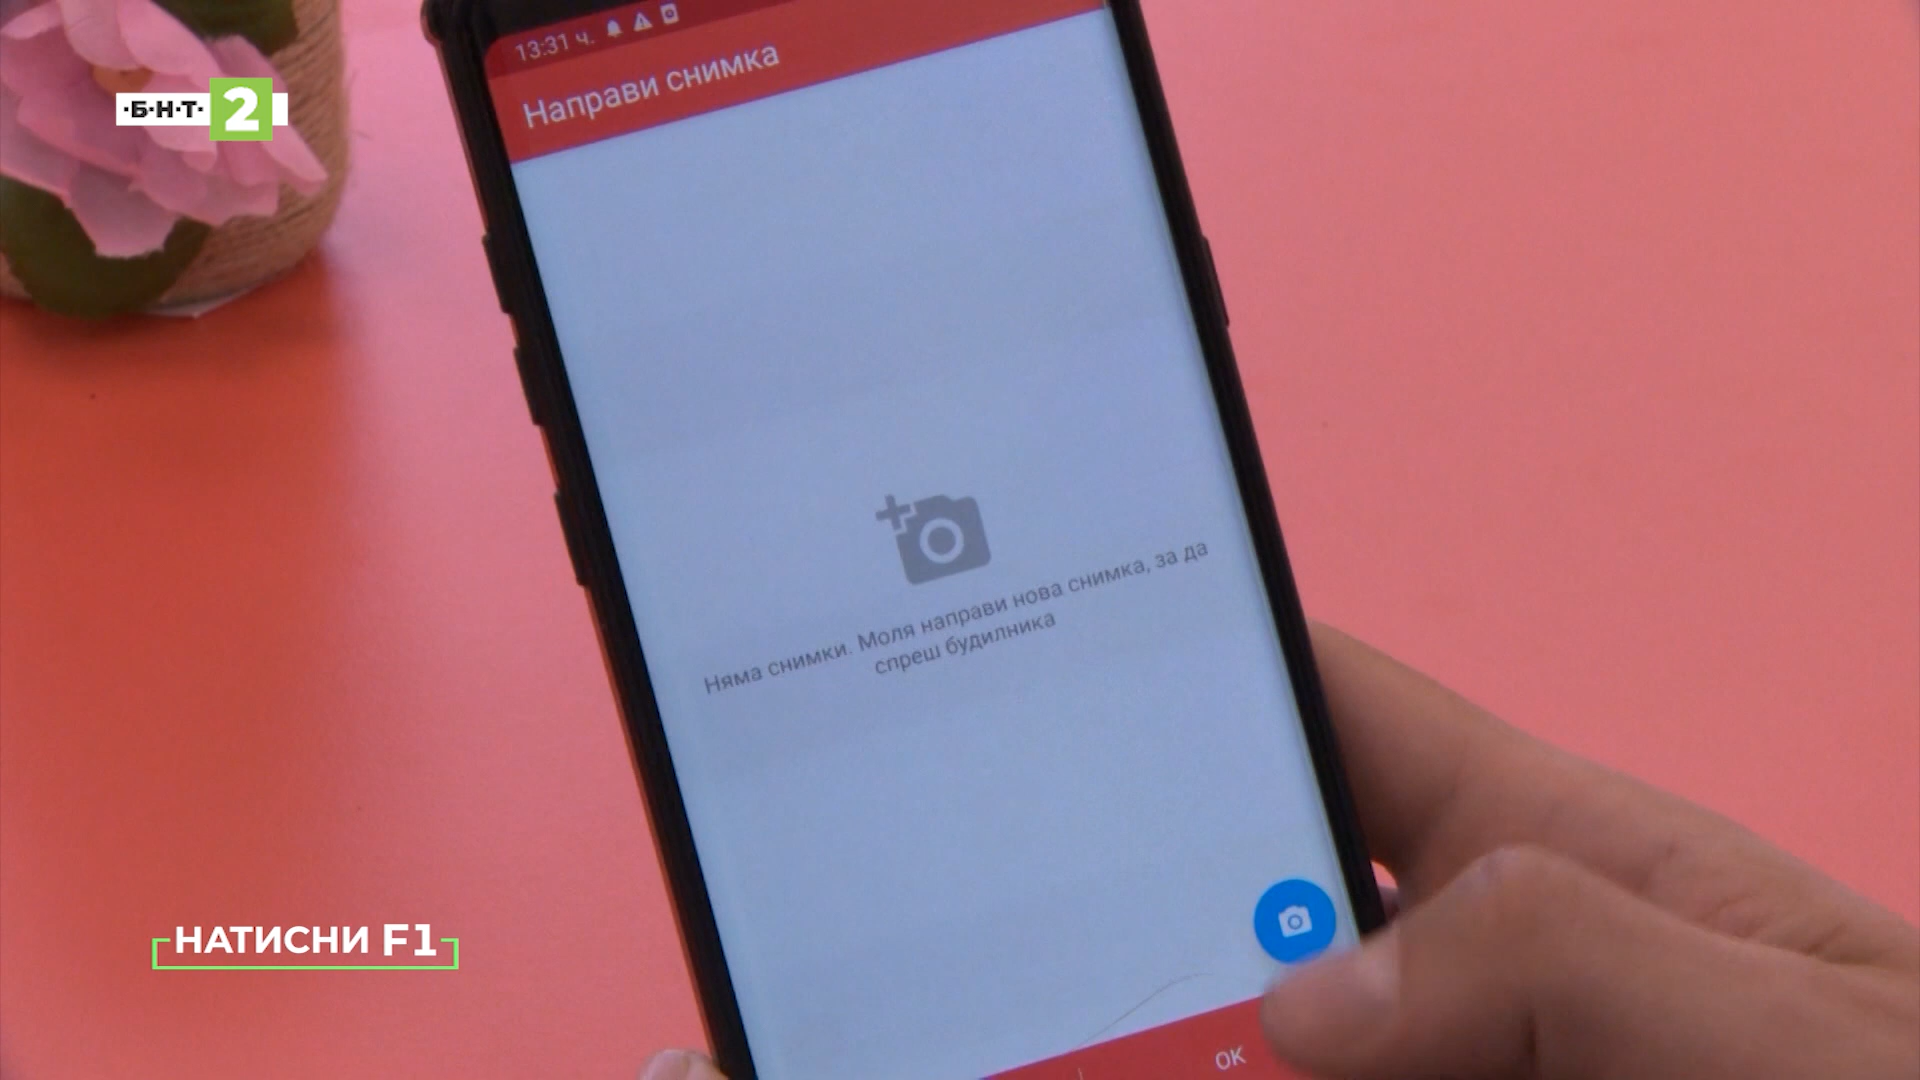 13:31 ч.
Направи снимка
·Б·Н·Т· 2
Няма снимки. Моля направи нова снимка, за да
спреш будилника
НАТИСНИ F1
OK